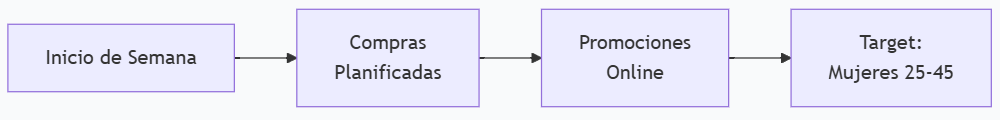 Inicio de Semana
Compras
Planificadas
Promociones
Online
Target:
Mujeres 25-45